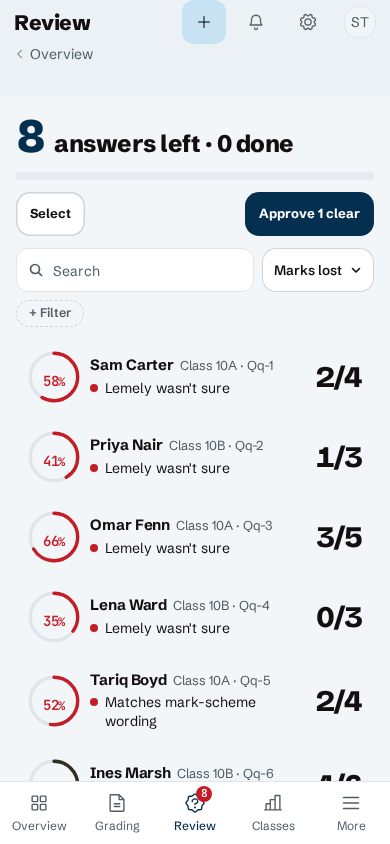 Review
ST
Overview
8 answers left · 0 done
Select
Approve 1 clear
Search
Marks lost
+ Filter
58%
Sam Carter Class 10A · Qq-1
Lemely wasn't sure
2/4
41%
Priya Nair Class 10B · Qq-2
Lemely wasn't sure
1/3
66%
Omar Fenn Class 10A · Qq-3
Lemely wasn't sure
3/5
35%
Lena Ward Class 10B · Qq-4
Lemely wasn't sure
0/3
52%
Tariq Boyd Class 10A · Qq-5
Matches mark-scheme
wording
2/4
Ines Marsh Class 10B · Qq-6
8
Overview
Grading
Review
Classes
More